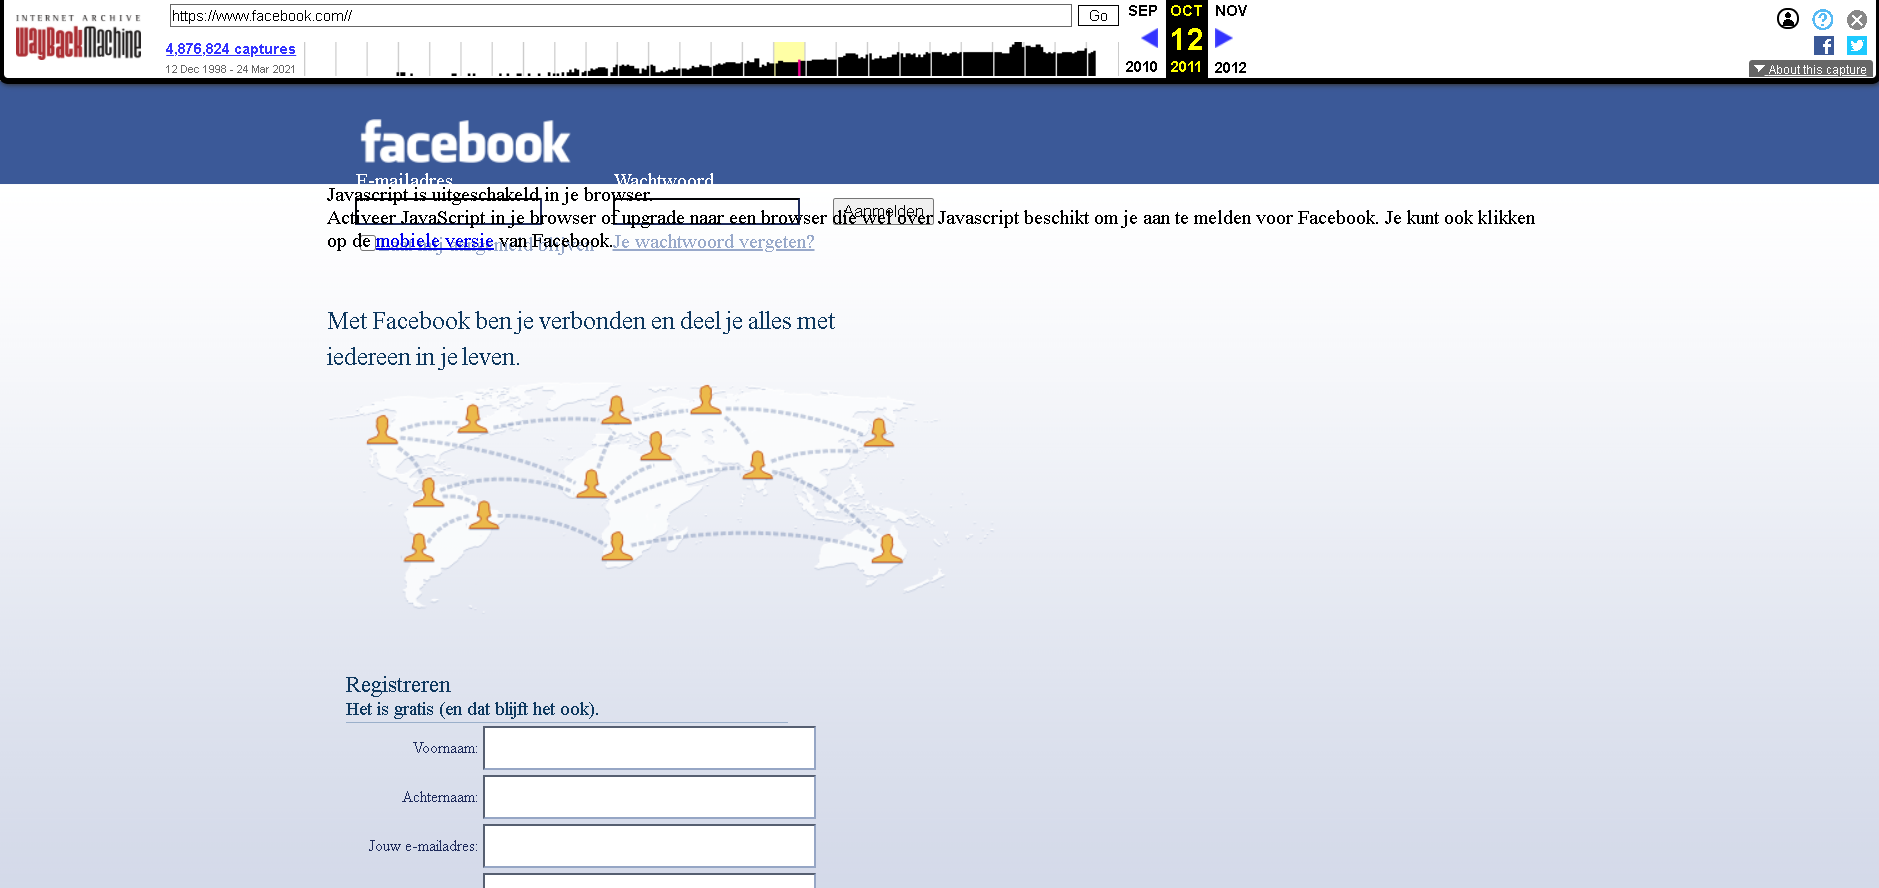 INTERNET ARCHIVE
WayBackMachine
https://www.facebook.com//
Go
4,876,824 captures
12 Dec 1998 - 24 Mar 2021
SEP OCT NOV
12
2010 2011 2012
About this capture
facebook
E-mailadres Wachtwoord
Javascript is uitgeschakeld in je browser.
Aanmelden
Activeer JavaScript in je browser of upgrade naar een browser die wel over Javascript beschikt om je aan te melden voor Facebook. Je kunt ook klikken
op de mobiele versie van Facebook.
blijven
Je wachtwoord vergeten?
Met Facebook ben je verbonden en deel je alles met
iedereen in je leven.
Registreren
Het is gratis (en dat blijft het ook).
Voornaam:
Achternaam:
Jouw e-mailadres: